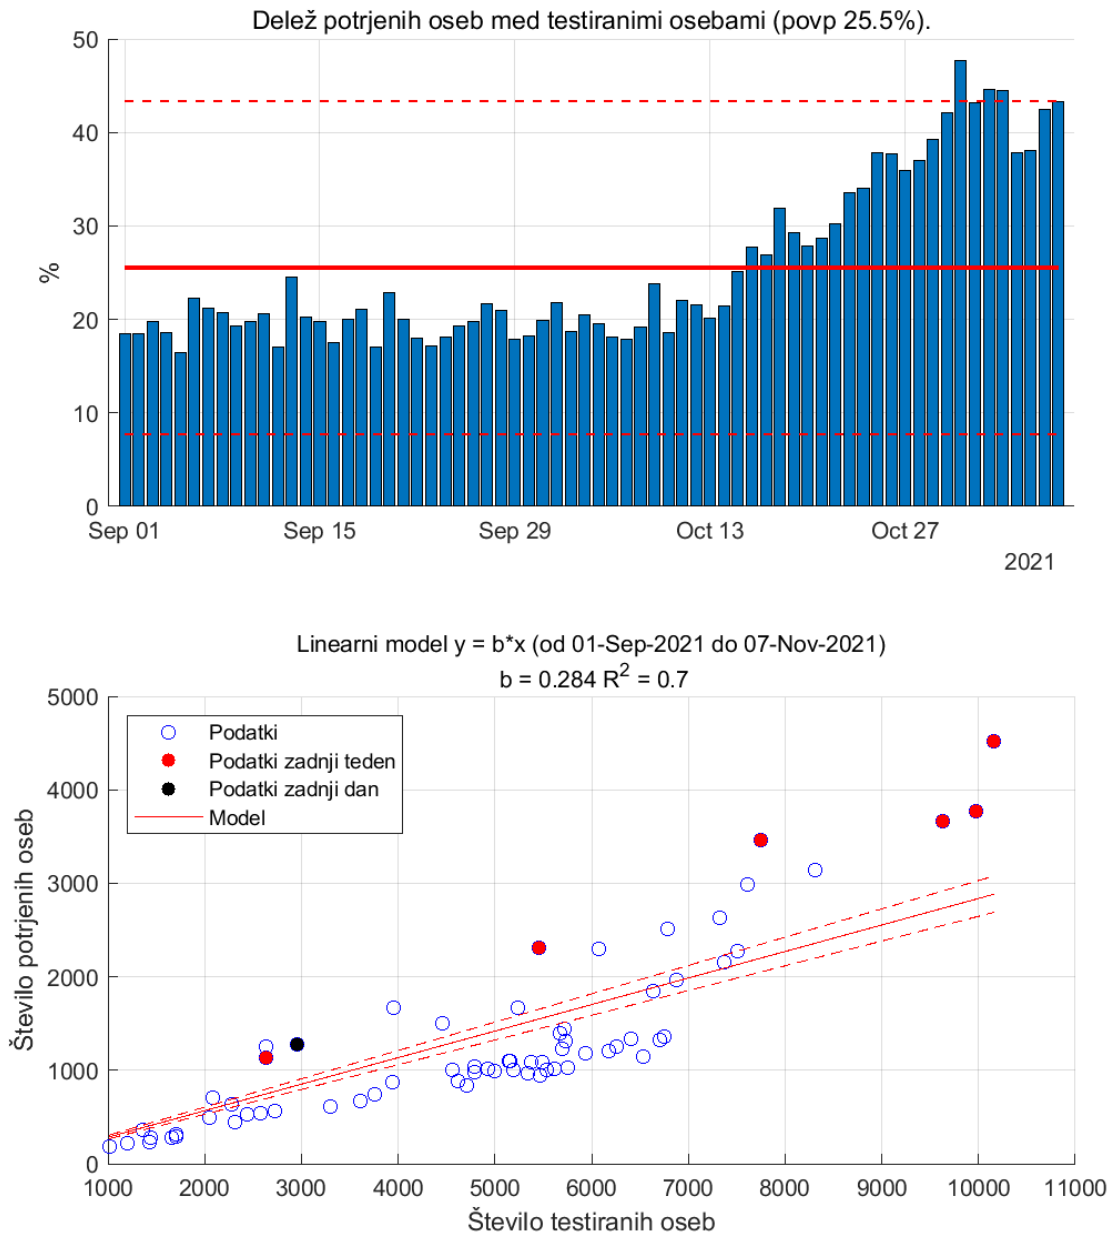 Delež potrjenih oseb med testiranimi osebami (povp 25.5%).
50
40
30
20
10
0
%
Sep 01 Sep 15 Sep 29 Oct 13 Oct 27
2021
Linearni model y = b*x (od 01-Sep-2021 do 07-Nov-2021)
b = 0.284 R² = 0.7
5000
4000
3000
2000
1000
0
Število potrjenih oseb
Podatki
Podatki zadnji teden
Podatki zadnji dan
Model
1000 2000 3000 4000 5000 6000 7000 8000 9000 10000 11000
Število testiranih oseb